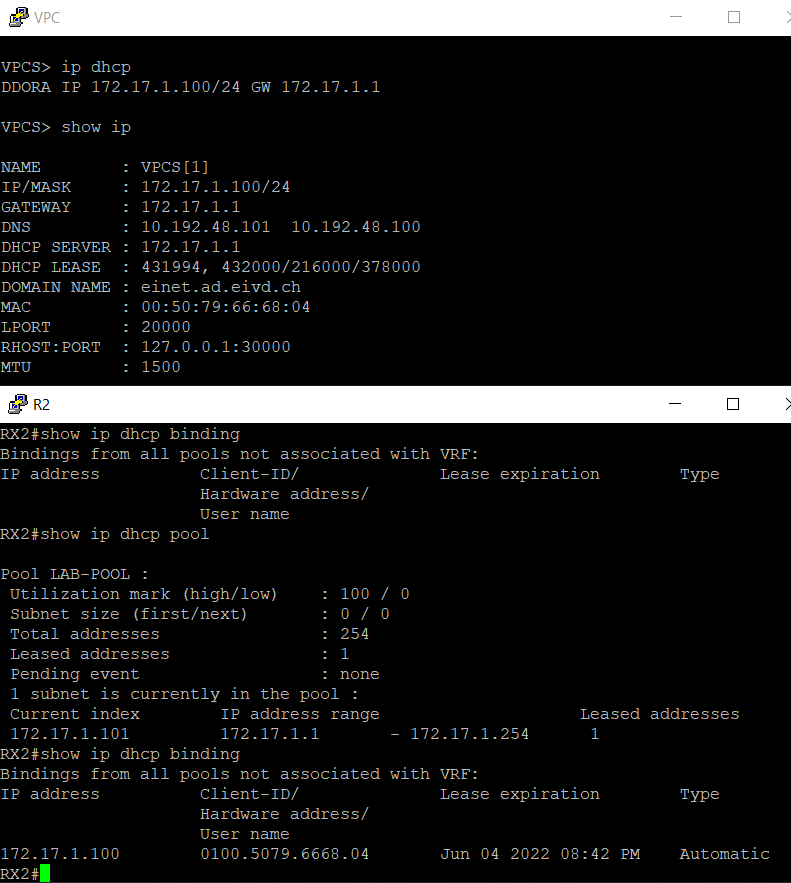 VPC
VPCS> ip dhcp
DDORA IP 172.17.1.100/24 GW 172.17.1.1
VPCS> show ip
NAME        : VPCS[1]
IP/MASK     : 172.17.1.100/24
GATEWAY     : 172.17.1.1
DNS         : 10.192.48.101  10.192.48.100
DHCP SERVER : 172.17.1.1
DHCP LEASE  : 431994, 432000/216000/378000
DOMAIN NAME : einet.ad.eivd.ch
MAC         : 00:50:79:66:68:04
LPORT       : 20000
RHOST:PORT  : 127.0.0.1:30000
MTU         : 1500
R2
RX2#show ip dhcp binding
Bindings from all pools not associated with VRF:
IP address          Client-ID/              Lease expiration        Type
                    Hardware address/
                    User name
RX2#show ip dhcp pool
Pool LAB-POOL :
 Utilization mark (high/low)    : 100 / 0
 Subnet size (first/next)       : 0 / 0
 Total addresses                : 254
 Leased addresses               : 1
 Pending event                  : none
 1 subnet is currently in the pool :
 Current index        IP address range                    Leased addresses
 172.17.1.101         172.17.1.1       - 172.17.1.254      1
RX2#show ip dhcp binding
Bindings from all pools not associated with VRF:
IP address          Client-ID/              Lease expiration        Type
                    Hardware address/
                    User name
172.17.1.100        0100.5079.6668.04       Jun 04 2022 08:42 PM    Automatic
RX2#